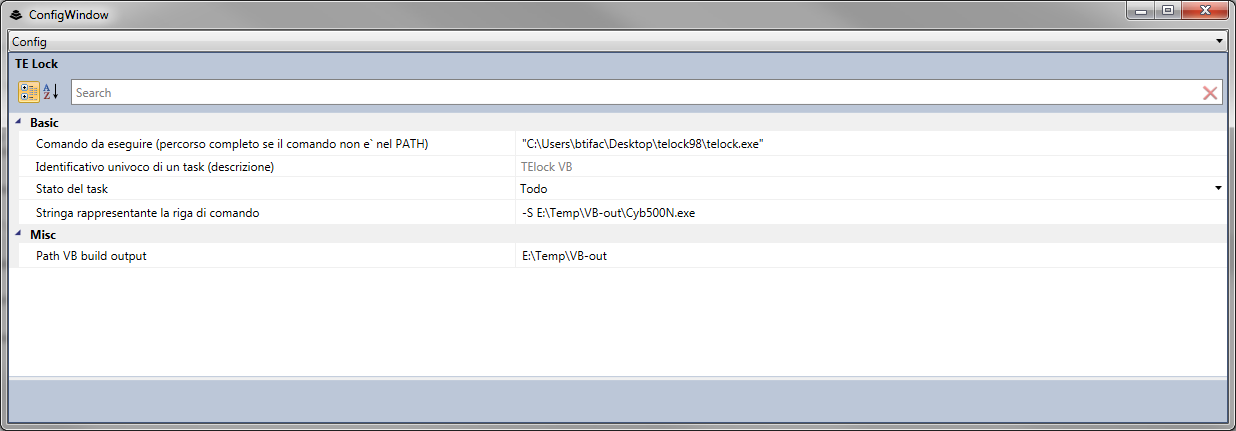 ConfigWindow
Config
TE Lock
Search
Basic
Comando da eseguire (percorso completo se il comando non e` nel PATH) "C:\Users\btifac\Desktop\telock98\telock.exe"
Identificativo univoco di un task (descrizione) TElock VB
Stato del task Todo
Stringa rappresentante la riga di comando -S E:\Temp\VB-out\Cyb500N.exe
Misc
Path VB build output E:\Temp\VB-out